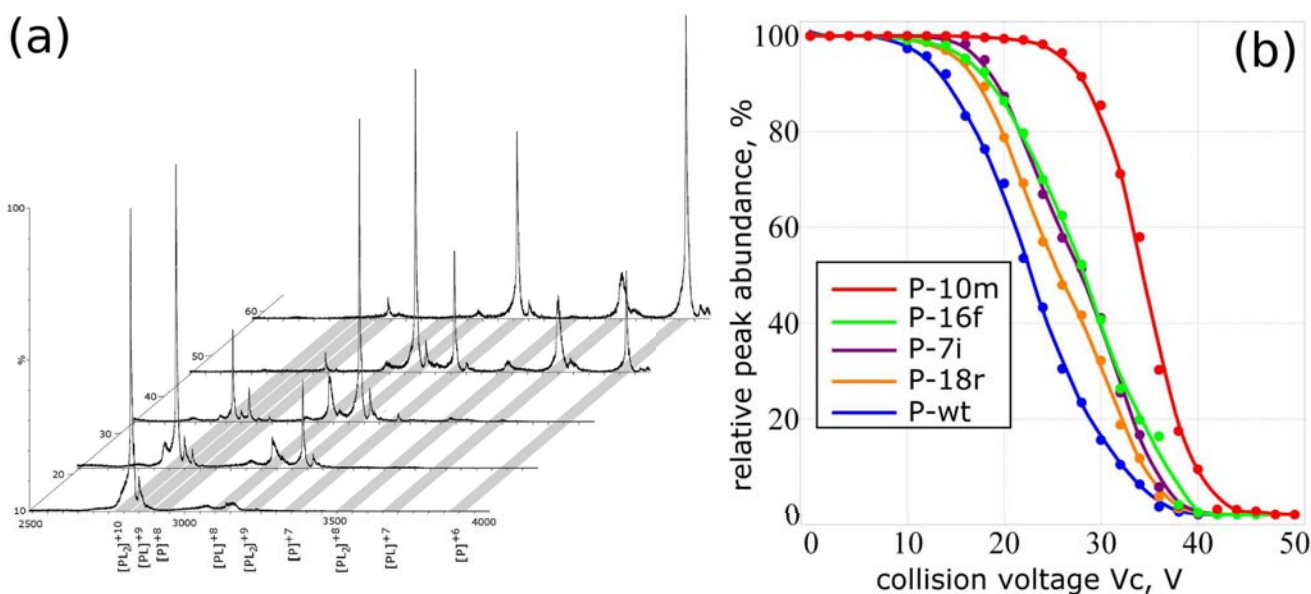 (a)
100
%
10
20
30
40
50
60
2500
3000
3500
4000
[PL₂]⁺¹⁰
[PL]⁺⁹
[P]⁺⁸
[PL]⁺⁸
[PL₂]⁺⁹
[P]⁺⁷
[PL₂]⁺⁸
[PL]⁺⁷
[P]⁺⁶
(b)
relative peak abundance, %
100
80
60
40
20
0
P-10m
P-16f
P-7i
P-18r
P-wt
0 10 20 30 40 50
collision voltage Vc, V